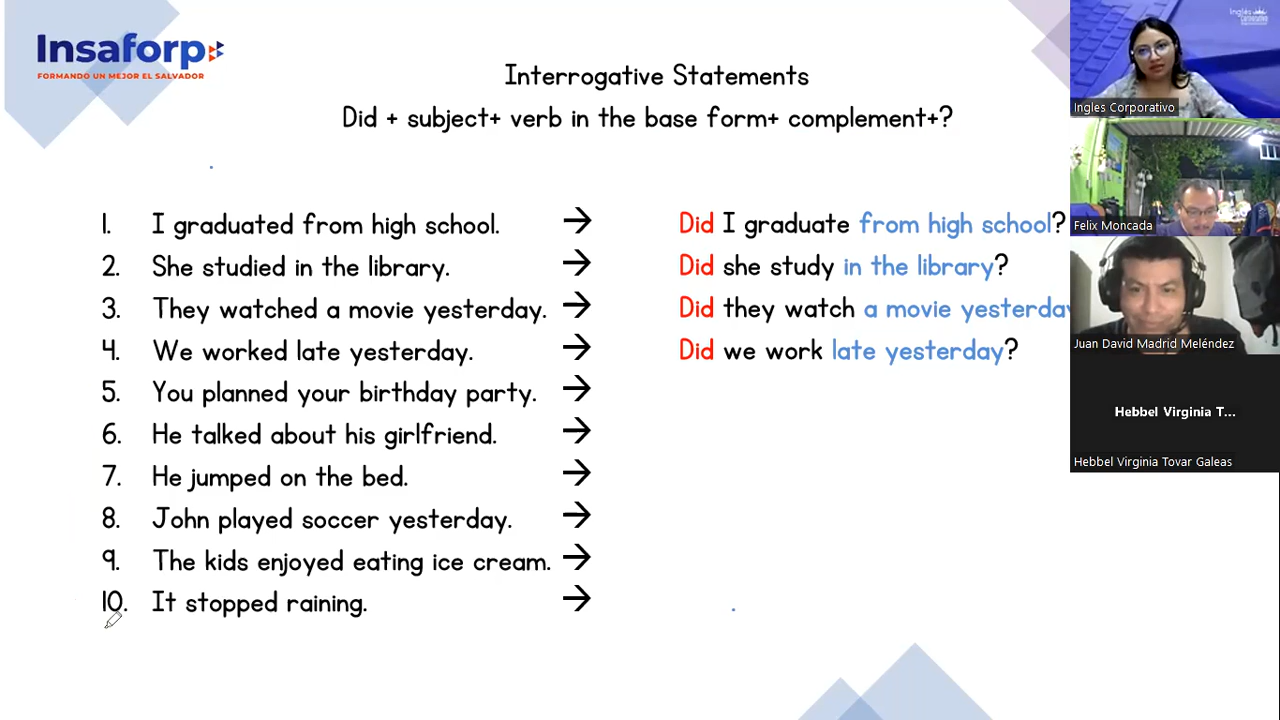 Insaforp
FORMANDO UN MEJOR EL SALVADOR
Interrogative Statements
Did + subject+ verb in the base form+ complement+?
1. I graduated from high school. → Did I graduate from high school?
2. She studied in the library. → Did she study in the library?
3. They watched a movie yesterday. → Did they watch a movie yesterday
4. We worked late yesterday. → Did we work late yesterday?
5. You planned your birthday party. →
6. He talked about his girlfriend. →
7. He jumped on the bed. →
8. John played soccer yesterday. →
9. The kids enjoyed eating ice cream. →
10. It stopped raining. →
Inglés
Corporativo
Ingles Corporativo
Felix Moncada
Juan David Madrid Meléndez
Hebbel Virginia T...
Hebbel Virginia Tovar Galeas